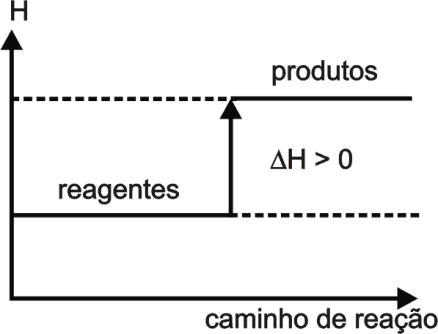 H
produtos
ΔH > 0
reagentes
caminho de reação